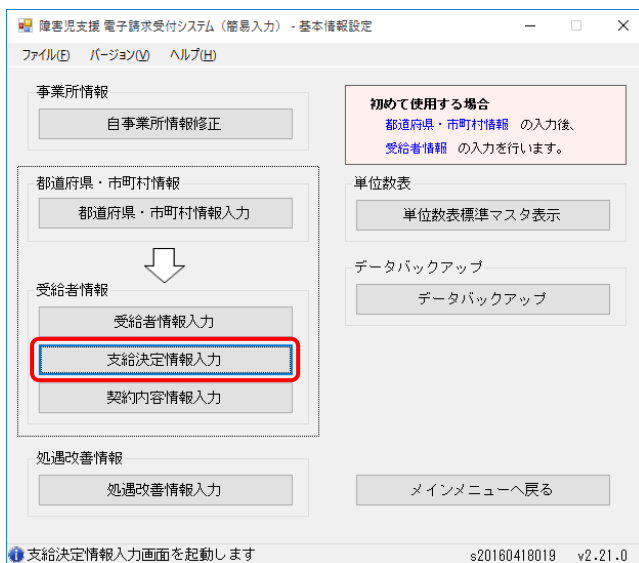 障害児支援 電子請求受付システム（簡易入力） - 基本情報設定
ファイル(F) バージョン(V) ヘルプ(H)
事業所情報
自事業所情報修正
初めて使用する場合
都道府県・市町村情報 の入力後、
受給者情報 の入力を行います。
都道府県・市町村情報
都道府県・市町村情報入力
単位数表
単位数表標準マスタ表示
データバックアップ
データバックアップ
受給者情報
受給者情報入力
支給決定情報入力
契約内容情報入力
処遇改善情報
処遇改善情報入力
メインメニューへ戻る
支給決定情報入力画面を起動します s20160418019 v2.21.0